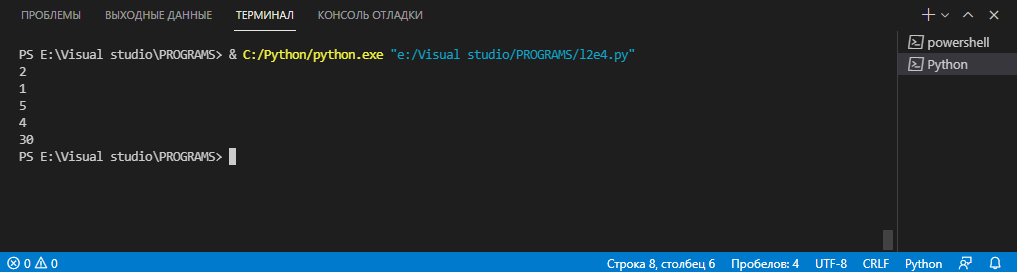 ПРОБЛЕМЫ ВЫХОДНЫЕ ДАННЫЕ ТЕРМИНАЛ КОНСОЛЬ ОТЛАДКИ
PS E:\Visual studio\PROGRAMS> & C:/Python/python.exe "e:/Visual studio/PROGRAMS/l2e4.py"
2
1
5
4
30
PS E:\Visual studio\PROGRAMS>
powershell
Python
0 0 Строка 8, столбец 6 Пробелов: 4 UTF-8 CRLF Python